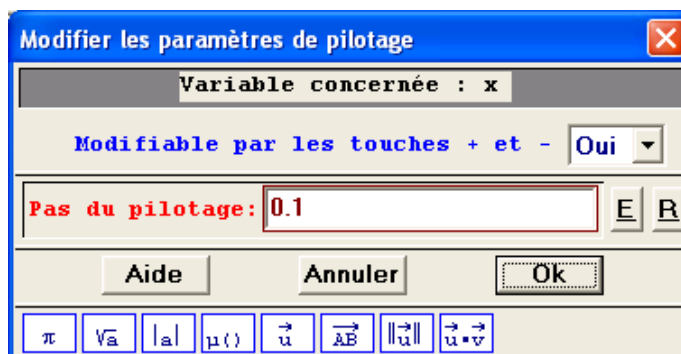 Modifier les paramètres de pilotage
Variable concernée : x
Modifiable par les touches + et - Oui
Pas du pilotage: 0.1 E R
Aide Annuler Ok
π √a |a| μ() u⃗ AB⃗ ||u⃗|| u⃗.v⃗